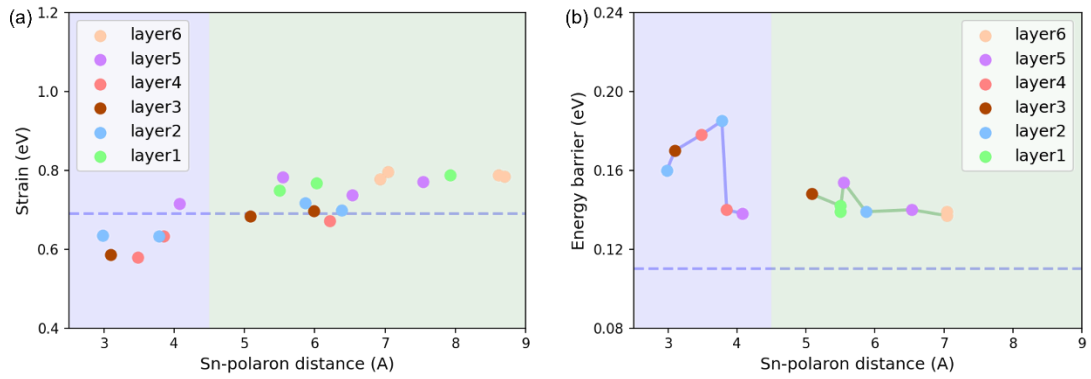 (a)
1.2
1.0
0.8
0.6
0.4
Strain (eV)
layer6
layer5
layer4
layer3
layer2
layer1
3 4 5 6 7 8 9
Sn-polaron distance (A)
(b)
0.24
0.20
0.16
0.12
0.08
Energy barrier (eV)
layer6
layer5
layer4
layer3
layer2
layer1
3 4 5 6 7 8 9
Sn-polaron distance (A)